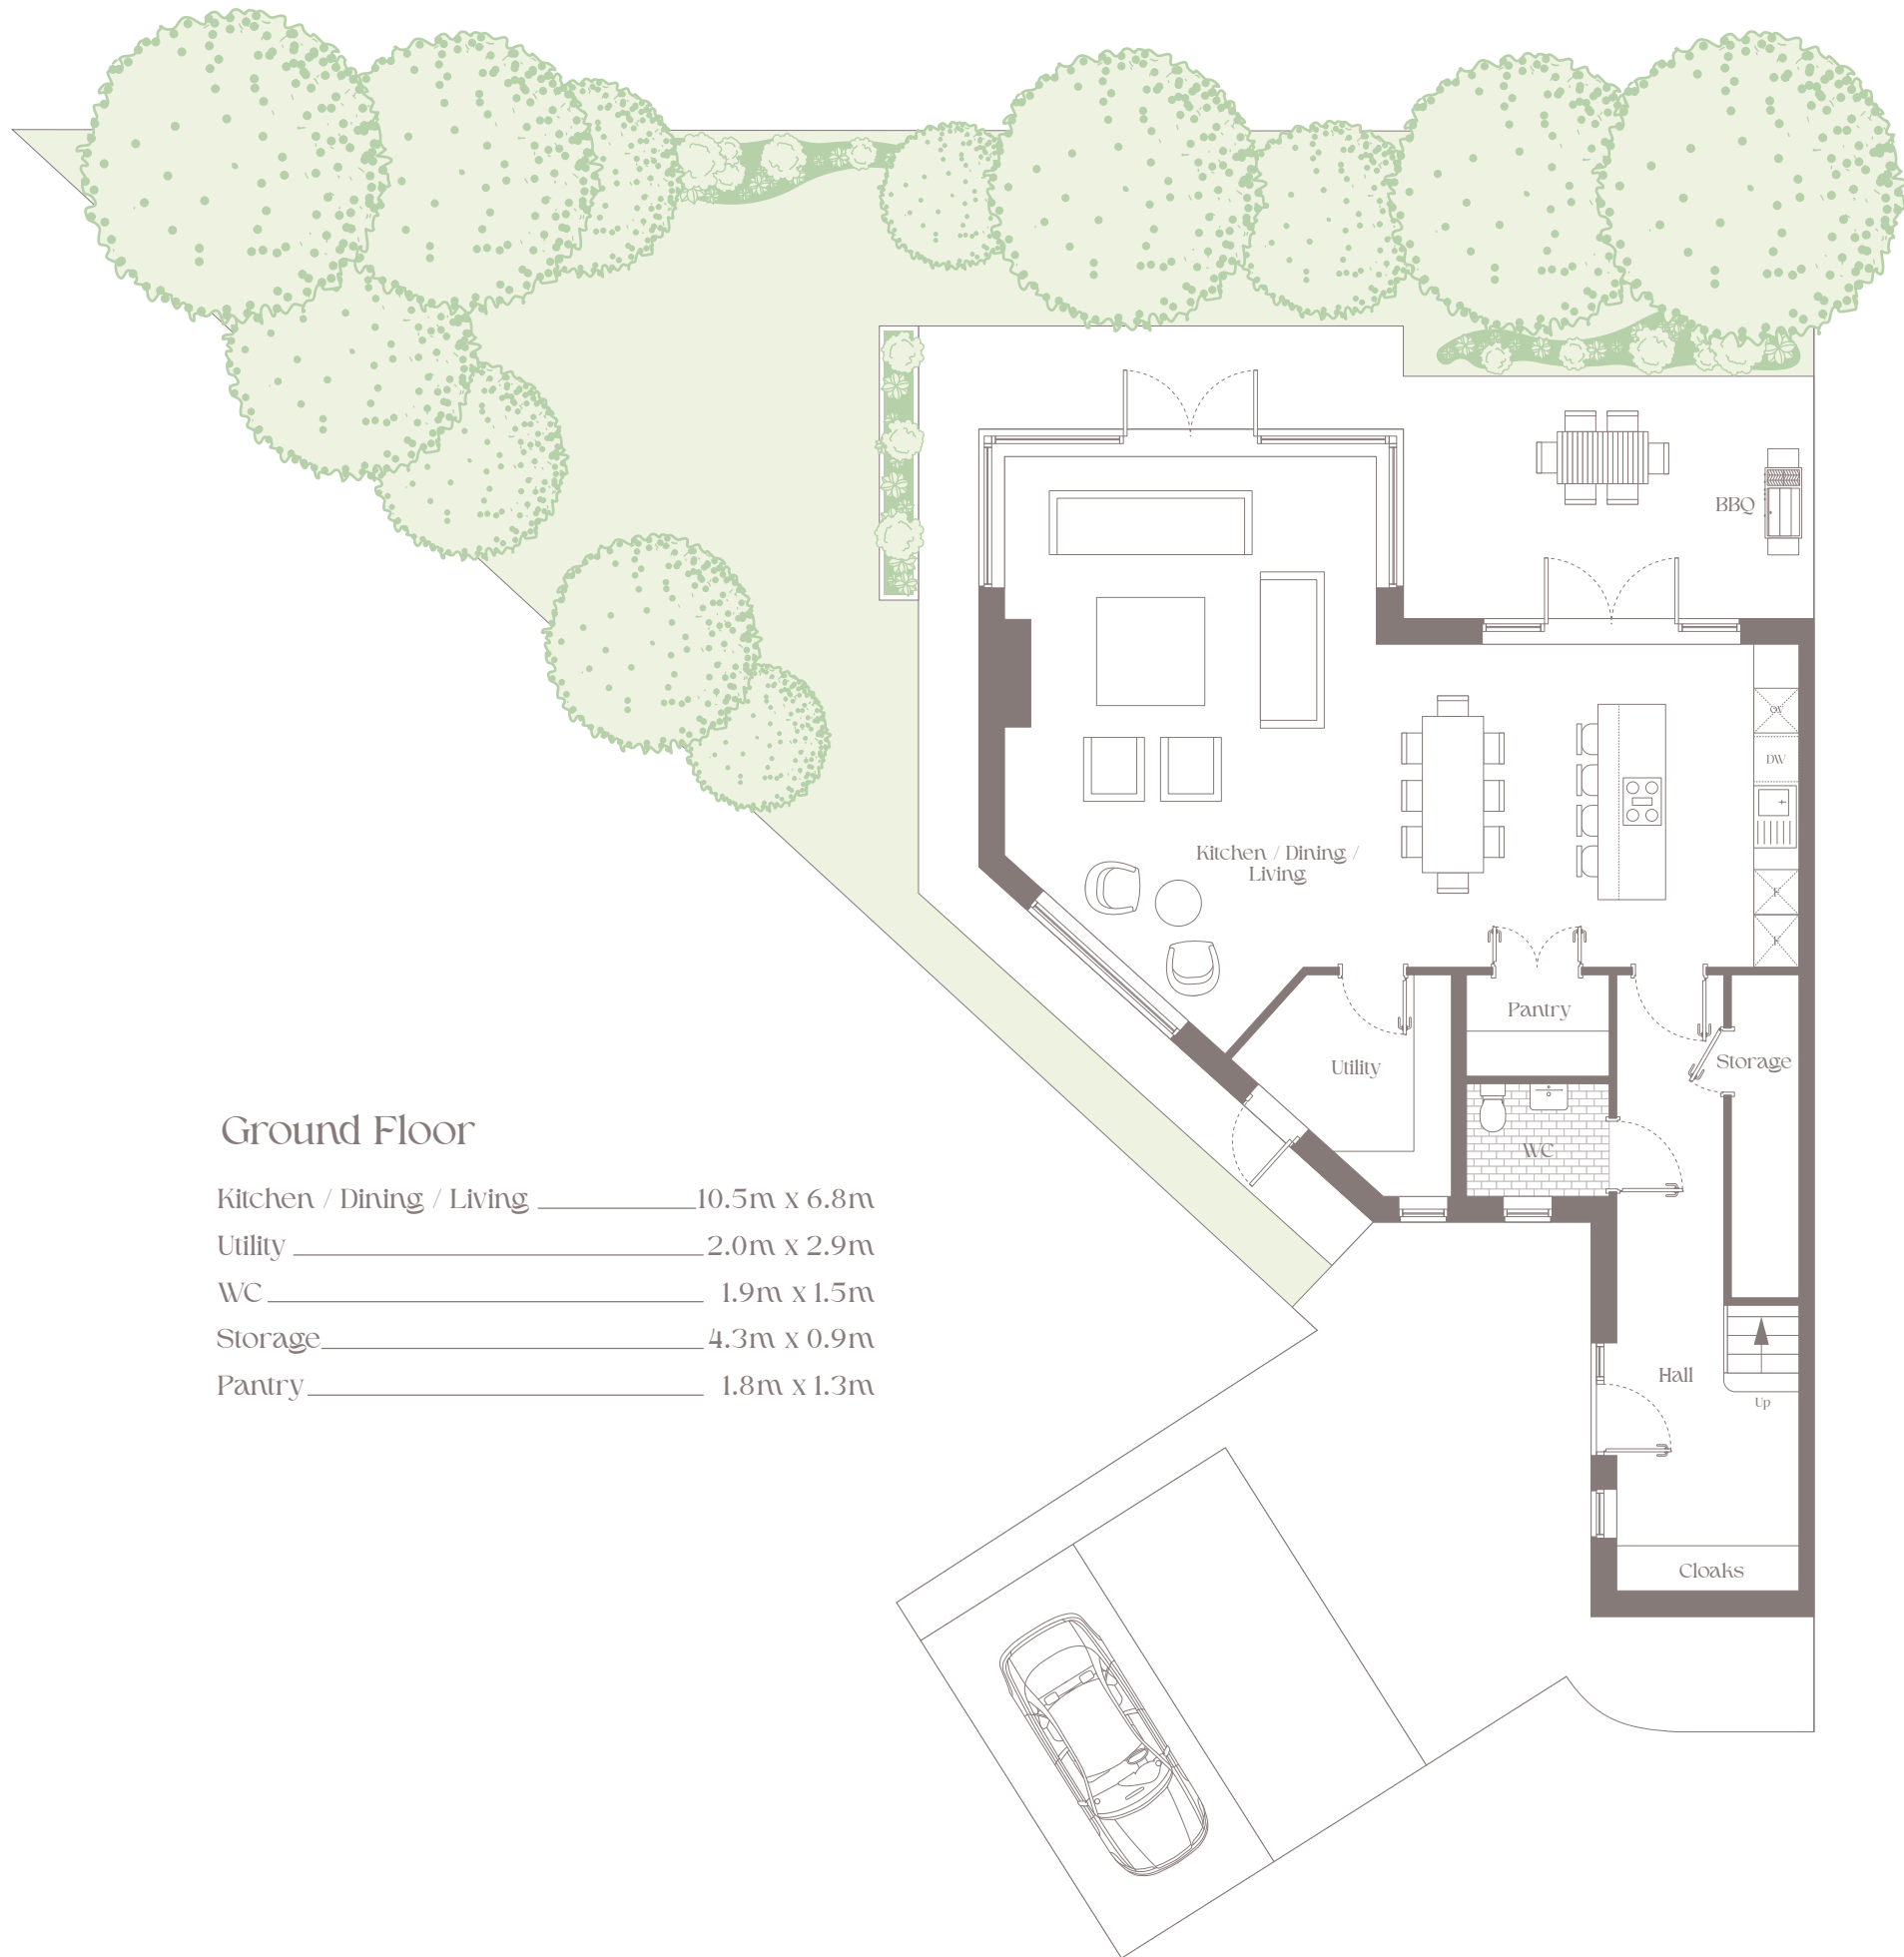 BBQ
OV
DW
Kitchen / Dining /
Living
F
F
Pantry
Utility
Storage
WC
Hall
Up
Cloaks
Ground Floor
Kitchen / Dining / Living 10.5m x 6.8m
Utility 2.0m x 2.9m
WC 1.9m x 1.5m
Storage 4.3m x 0.9m
Pantry 1.8m x 1.3m